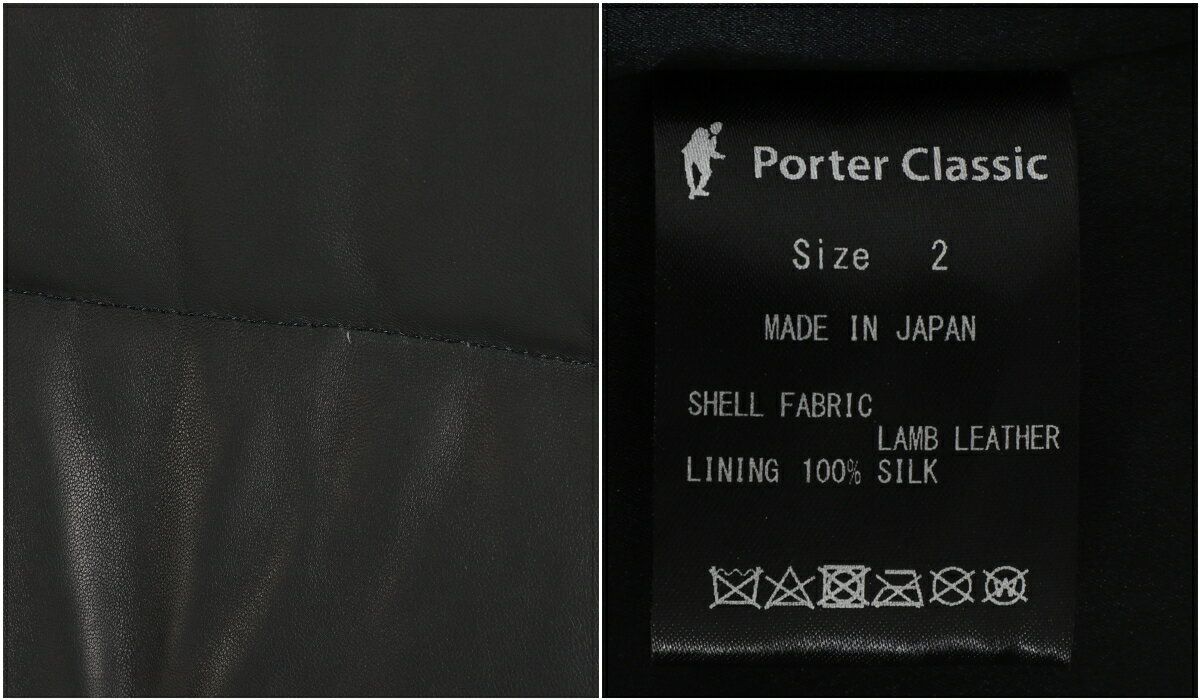 Porter Classic
Size 2
MADE IN JAPAN
SHELL FABRIC
LAMB LEATHER
LINING 100% SILK
W